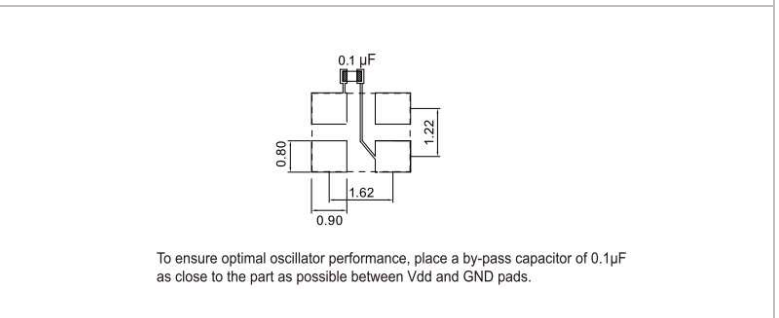 0.1 µF
1.22
0.80
1.62
0.90
To ensure optimal oscillator performance, place a by-pass capacitor of 0.1µF
as close to the part as possible between Vdd and GND pads.